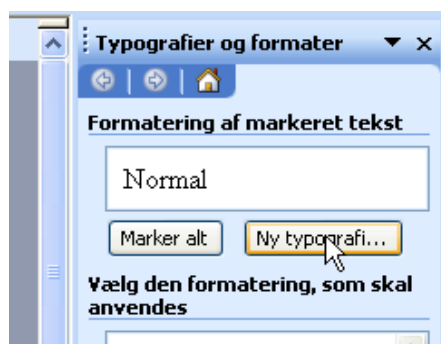 Typografier og formater
Formatering af markeret tekst
Normal
Marker alt Ny typografi...
Vælg den formatering, som skal
anvendes